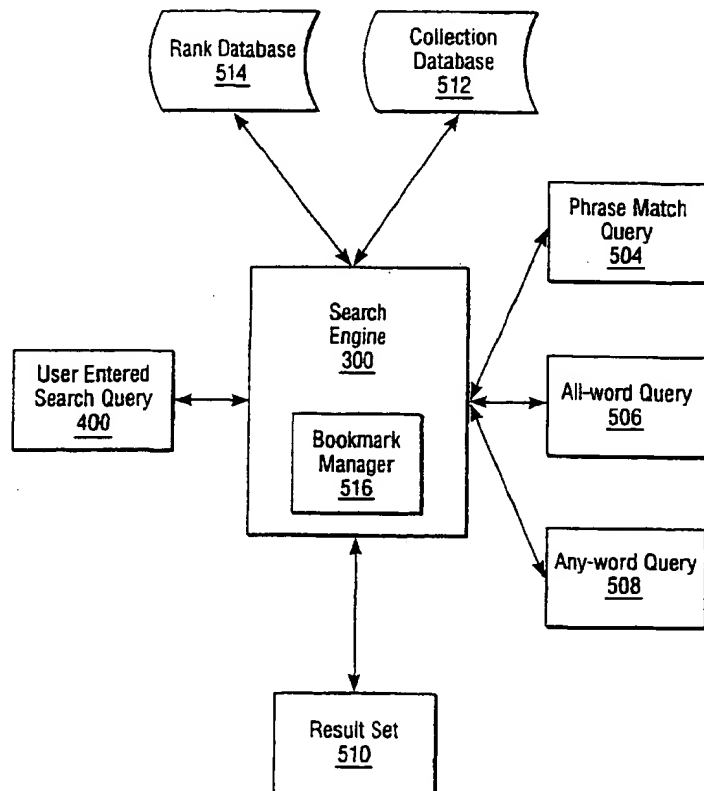 Rank Database
514
Collection
Database
512
Phrase Match
Query
504
Search
Engine
300
User Entered
Search Query
400
All-word Query
506
Bookmark
Manager
516
Any-word Query
508
Result Set
510